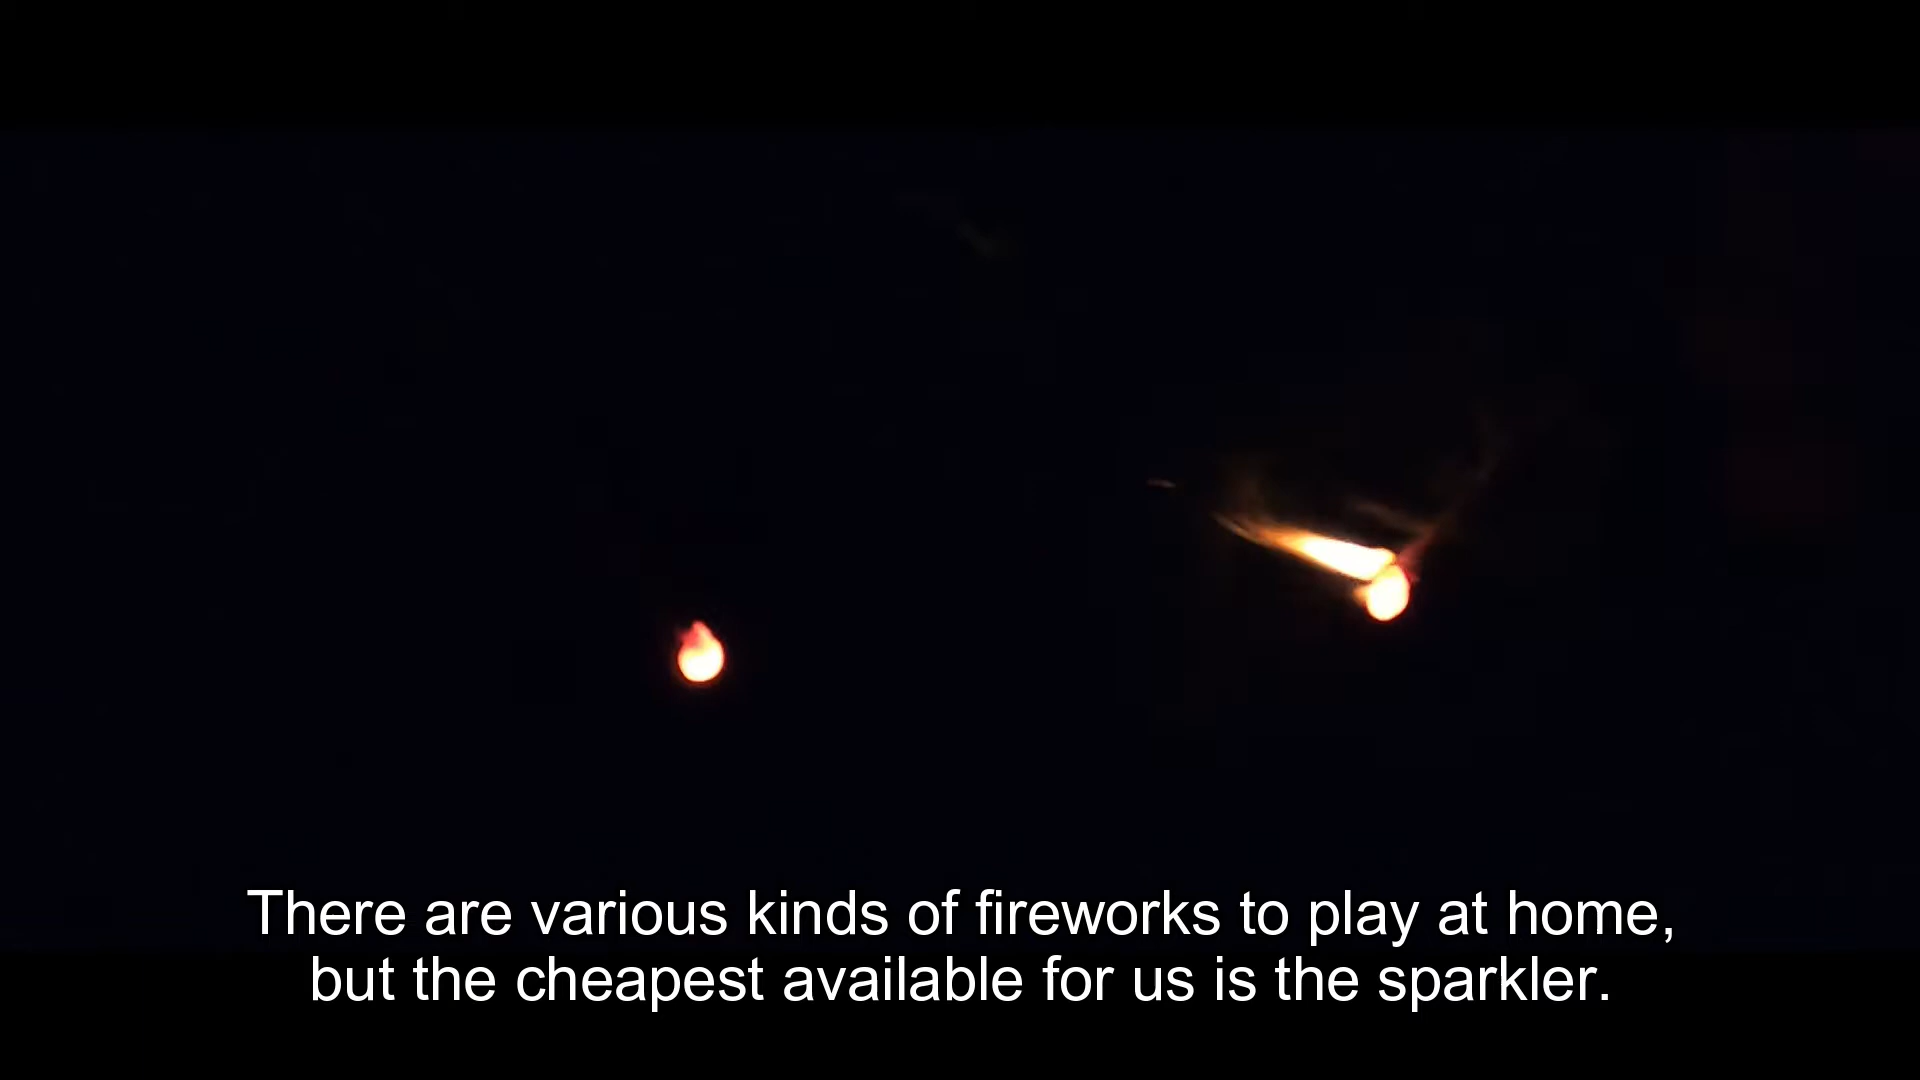 There are various kinds of fireworks to play at home,
but the cheapest available for us is the sparkler.